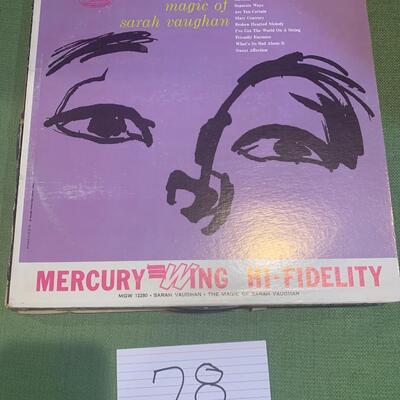 magic of
sarah vaughan
Separate Ways
Are You Certain
Mary Contrary
Broken Hearted Melody
I've Got The World On A String
Friendly Enemies
What's So Bad About It
Sweet Affection
MERCURY WING HI-FIDELITY
MGW 12280 • SARAH VAUGHAN • THE MAGIC OF SARAH VAUGHAN
78